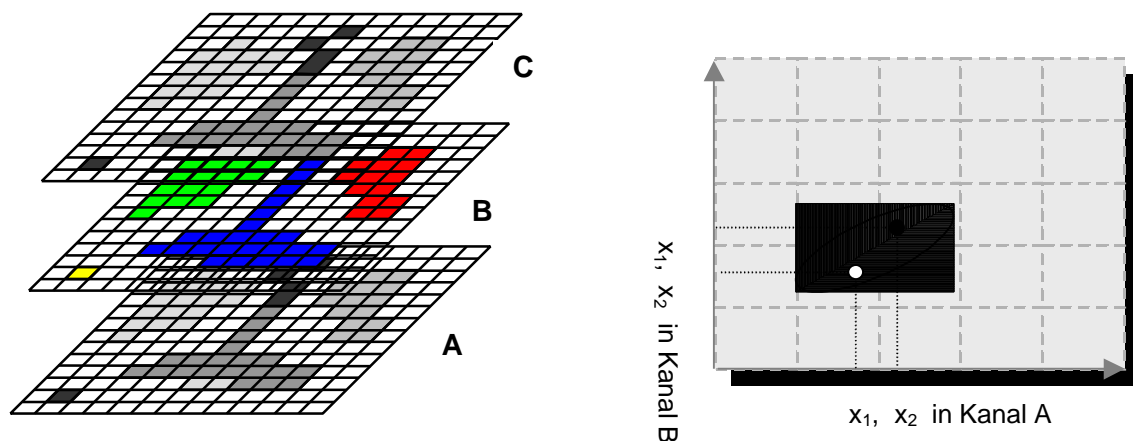 C
B
A
x₁, x₂ in Kanal B
x₁, x₂ in Kanal A